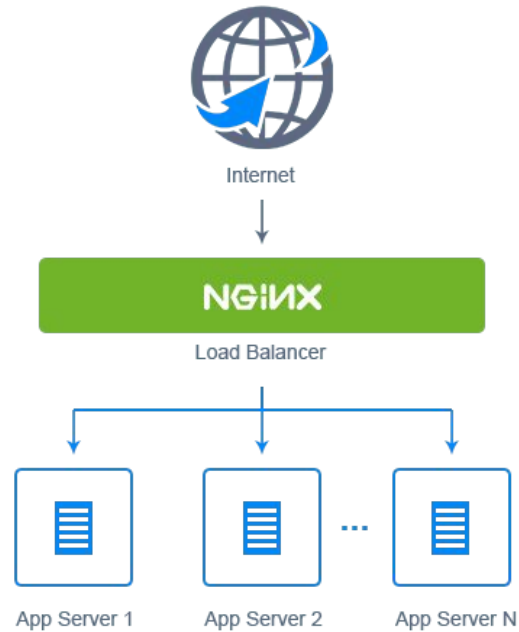 Internet
NGINX
Load Balancer
...
App Server 1 App Server 2 App Server N